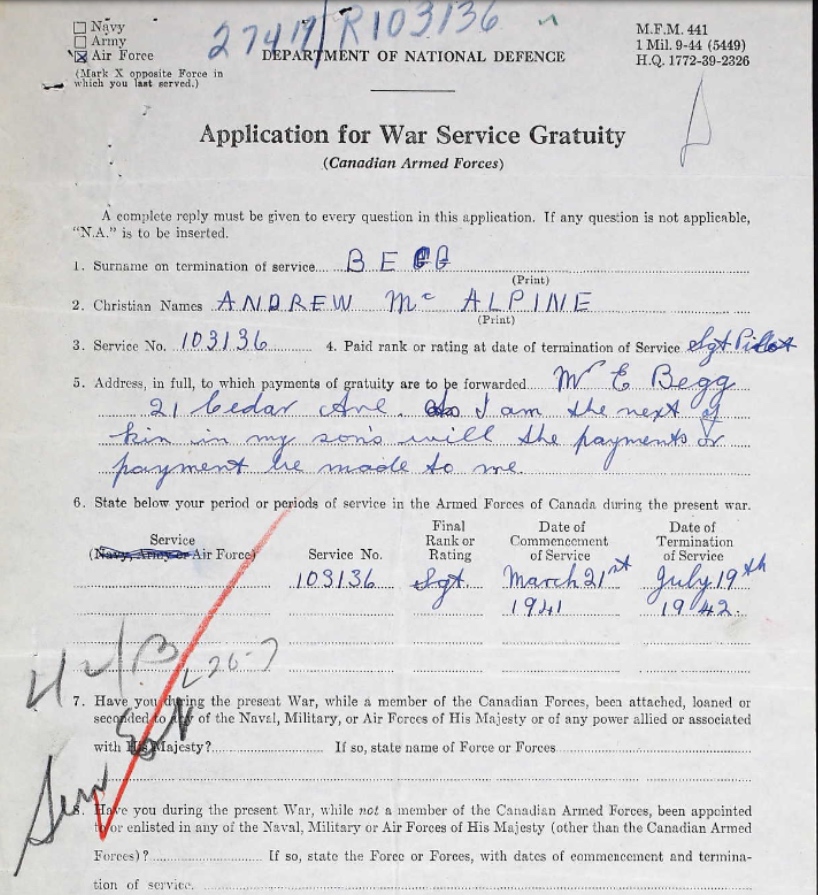 27417/R103136
Navy
Army
Air Force
(Mark X opposite Force in
which you last served.)
DEPARTMENT OF NATIONAL DEFENCE
M.F.M. 441
1 Mil. 9-44 (5449)
H.Q. 1772-39-2326
Application for War Service Gratuity
(Canadian Armed Forces)
A complete reply must be given to every question in this application. If any question is not applicable,
"N.A." is to be inserted.
1. Surname on termination of service.... BEGG
(Print)
2. Christian Names ANDREW Mc ALPINE
(Print)
3. Service No. 103136 4. Paid rank or rating at date of termination of Service Sgt Pilot
5. Address, in full, to which payments of gratuity are to be forwarded E Begg
21 Cedar Ave. I am the next of
kin in my son's will the payments or
payment be made to me.
6. State below your period or periods of service in the Armed Forces of Canada during the present war.
Service
(Navy, Army or Air Force)
Service No.
Final
Rank or
Rating
Date of
Commencement
of Service
Date of
Termination
of Service
103136 Sgt. March 21st July 19th
1941 1942.
7. Have you during the present War, while a member of the Canadian Forces, been attached, loaned or
seconded to any of the Naval, Military, or Air Forces of His Majesty or of any power allied or associated
with His Majesty? If so, state name of Force or Forces
8. Have you during the present War, while not a member of the Canadian Armed Forces, been appointed
to or enlisted in any of the Naval, Military or Air Forces of His Majesty (other than the Canadian Armed
Forces)? If so, state the Force or Forces, with dates of commencement and termina-
tion of service.